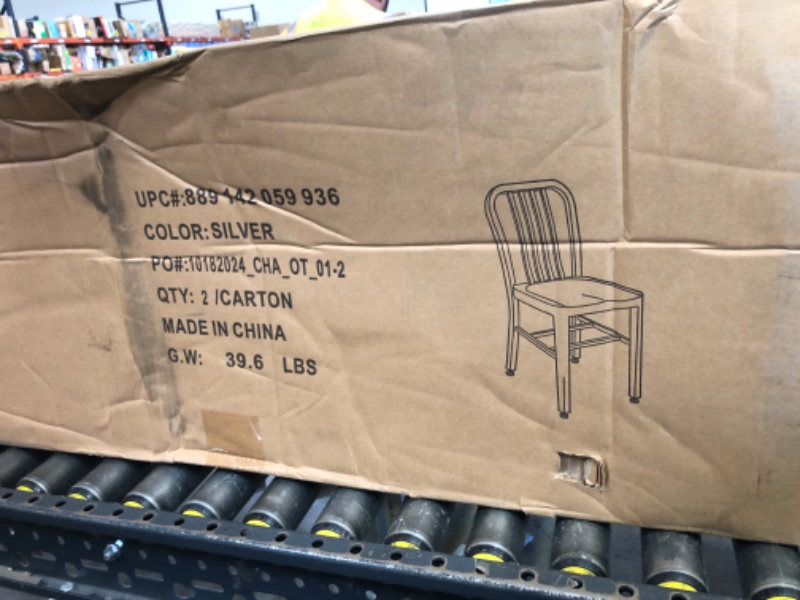 UPC#:889 142 059 936
COLOR:SILVER
PO#:10182024_CHA_OT_01-2
QTY: 2 /CARTON
MADE IN CHINA
G.W: 39.6 LBS